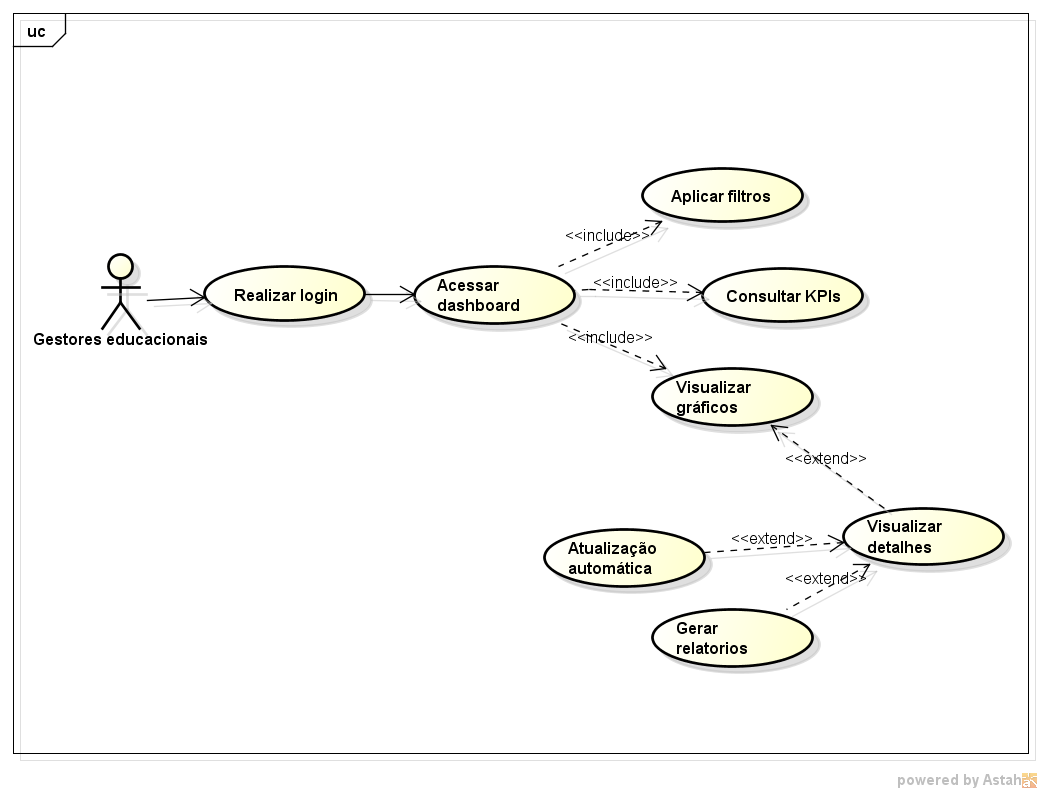 uc
Aplicar filtros
<<include>>
Acessar
dashboard
<<include>>
Realizar login
Consultar KPIs
Gestores educacionais
<<include>>
Visualizar
gráficos
<<extend>>
Visualizar
detalhes
<<extend>>
Atualização
automática
<<extend>>
Gerar
relatorios
powered by Astah